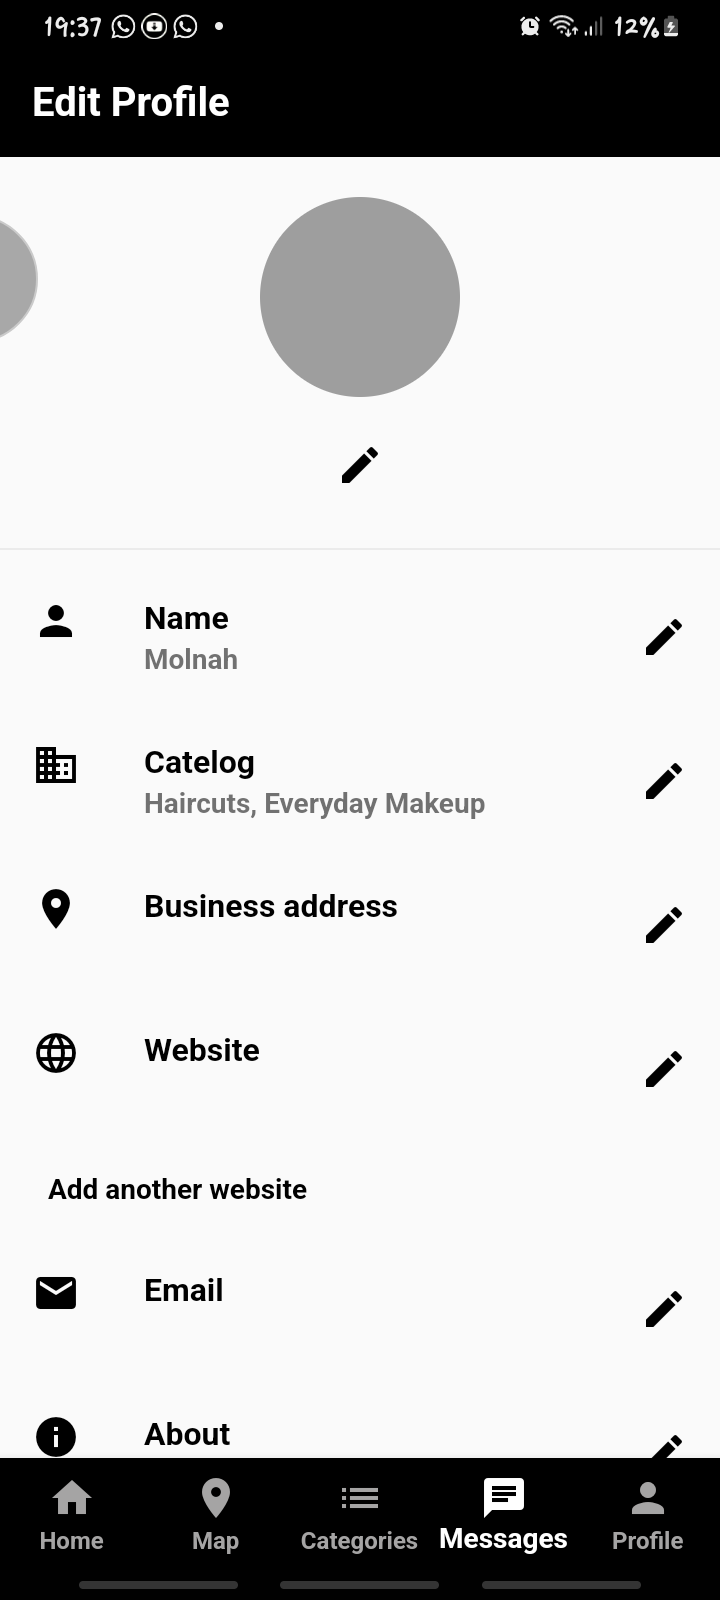 19:37
12%
Edit Profile
Name
Molnah
Catelog
Haircuts, Everyday Makeup
Business address
Website
Add another website
Email
About
Home
Map
Categories
Messages
Profile